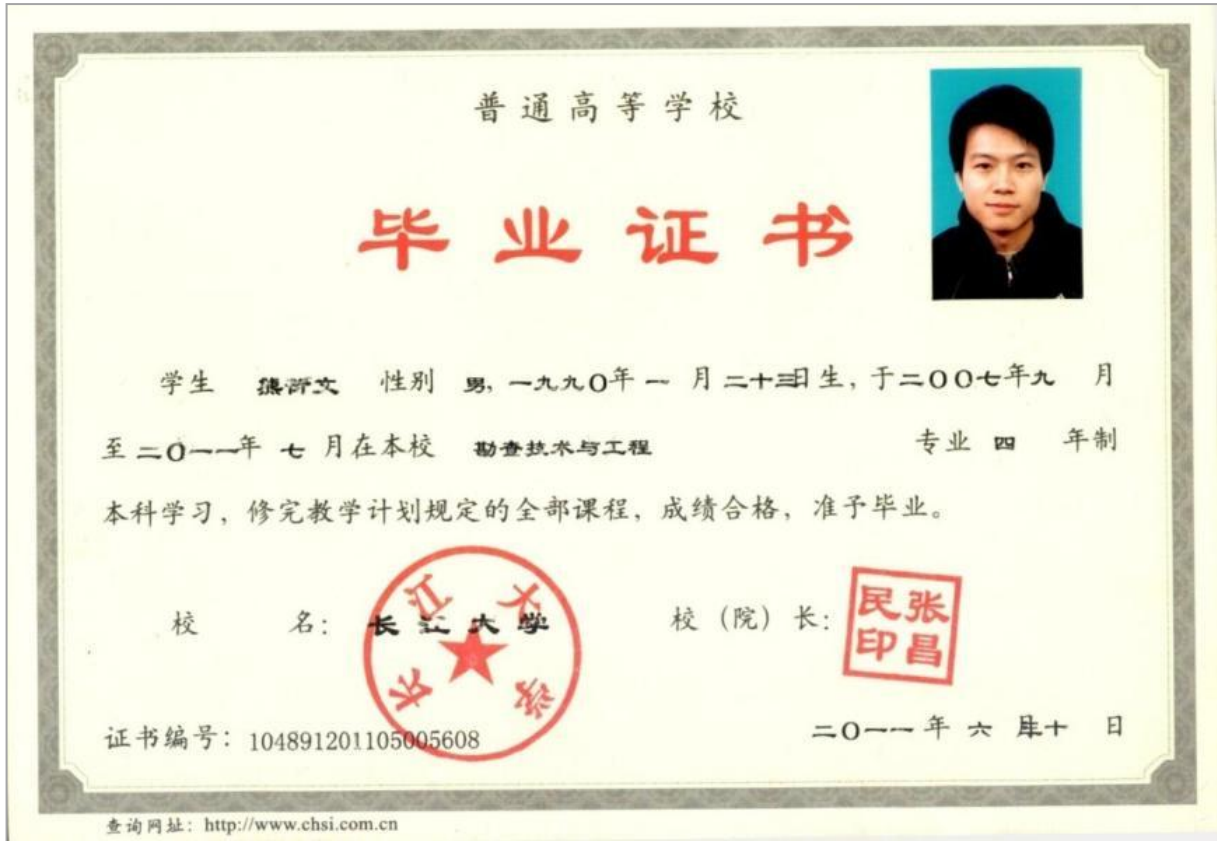 普通高等学校
毕业证书
学生 熊新文 性别 男, 一九九〇年 一 月 二十三日生, 于二〇〇七年九 月
至 二〇一一年 七 月在本校 勘查技术与工程 专业 四 年制
本科学习, 修完教学计划规定的全部课程, 成绩合格, 准予毕业。
校 名: 长江大学 校 (院) 长: 张昌民印
长江大学
证书编号: 104891201105005608 二〇一一 年 六 月 十 日
查询网址: http://www.chsi.com.cn